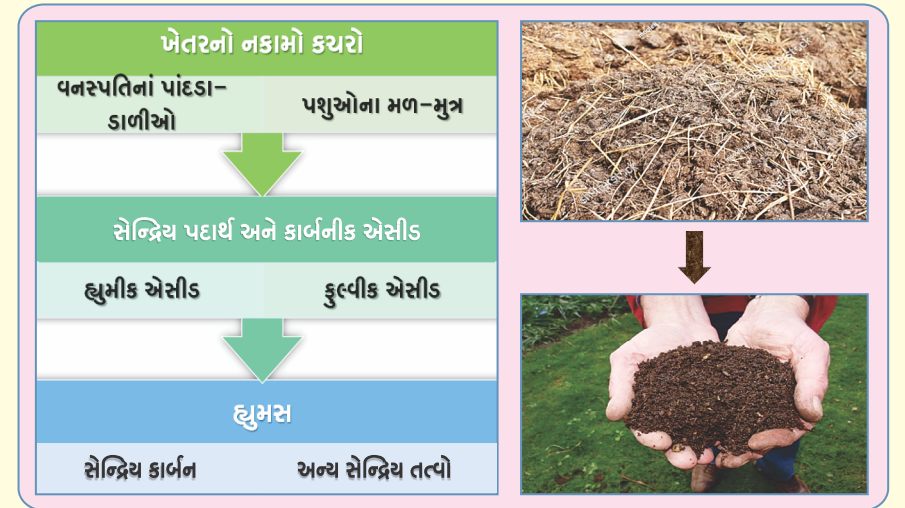 ખેતરનો નકામો કચરો
વનસ્પતિનાં પાંદડા-
ડાળીઓ
પશુઓના મળ-મુત્ર
સેન્દ્રિય પદાર્થ અને કાર્બનીક એસીડ
હ્યુમીક એસીડ
ફુલ્વીક એસીડ
હ્યુમસ
સેન્દ્રિય કાર્બન
અન્ય સેન્દ્રિય તત્વો